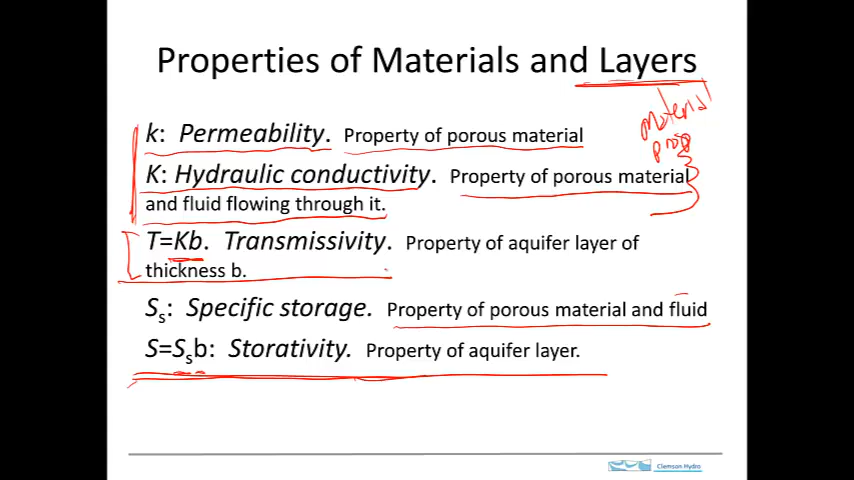 Properties of Materials and Layers
k: Permeability. Property of porous material
K: Hydraulic conductivity. Property of porous material
and fluid flowing through it.
T=Kb. Transmissivity. Property of aquifer layer of
thickness b.
Ss: Specific storage. Property of porous material and fluid
S=Ssb: Storativity. Property of aquifer layer.
material
prop
Clemson Hydro